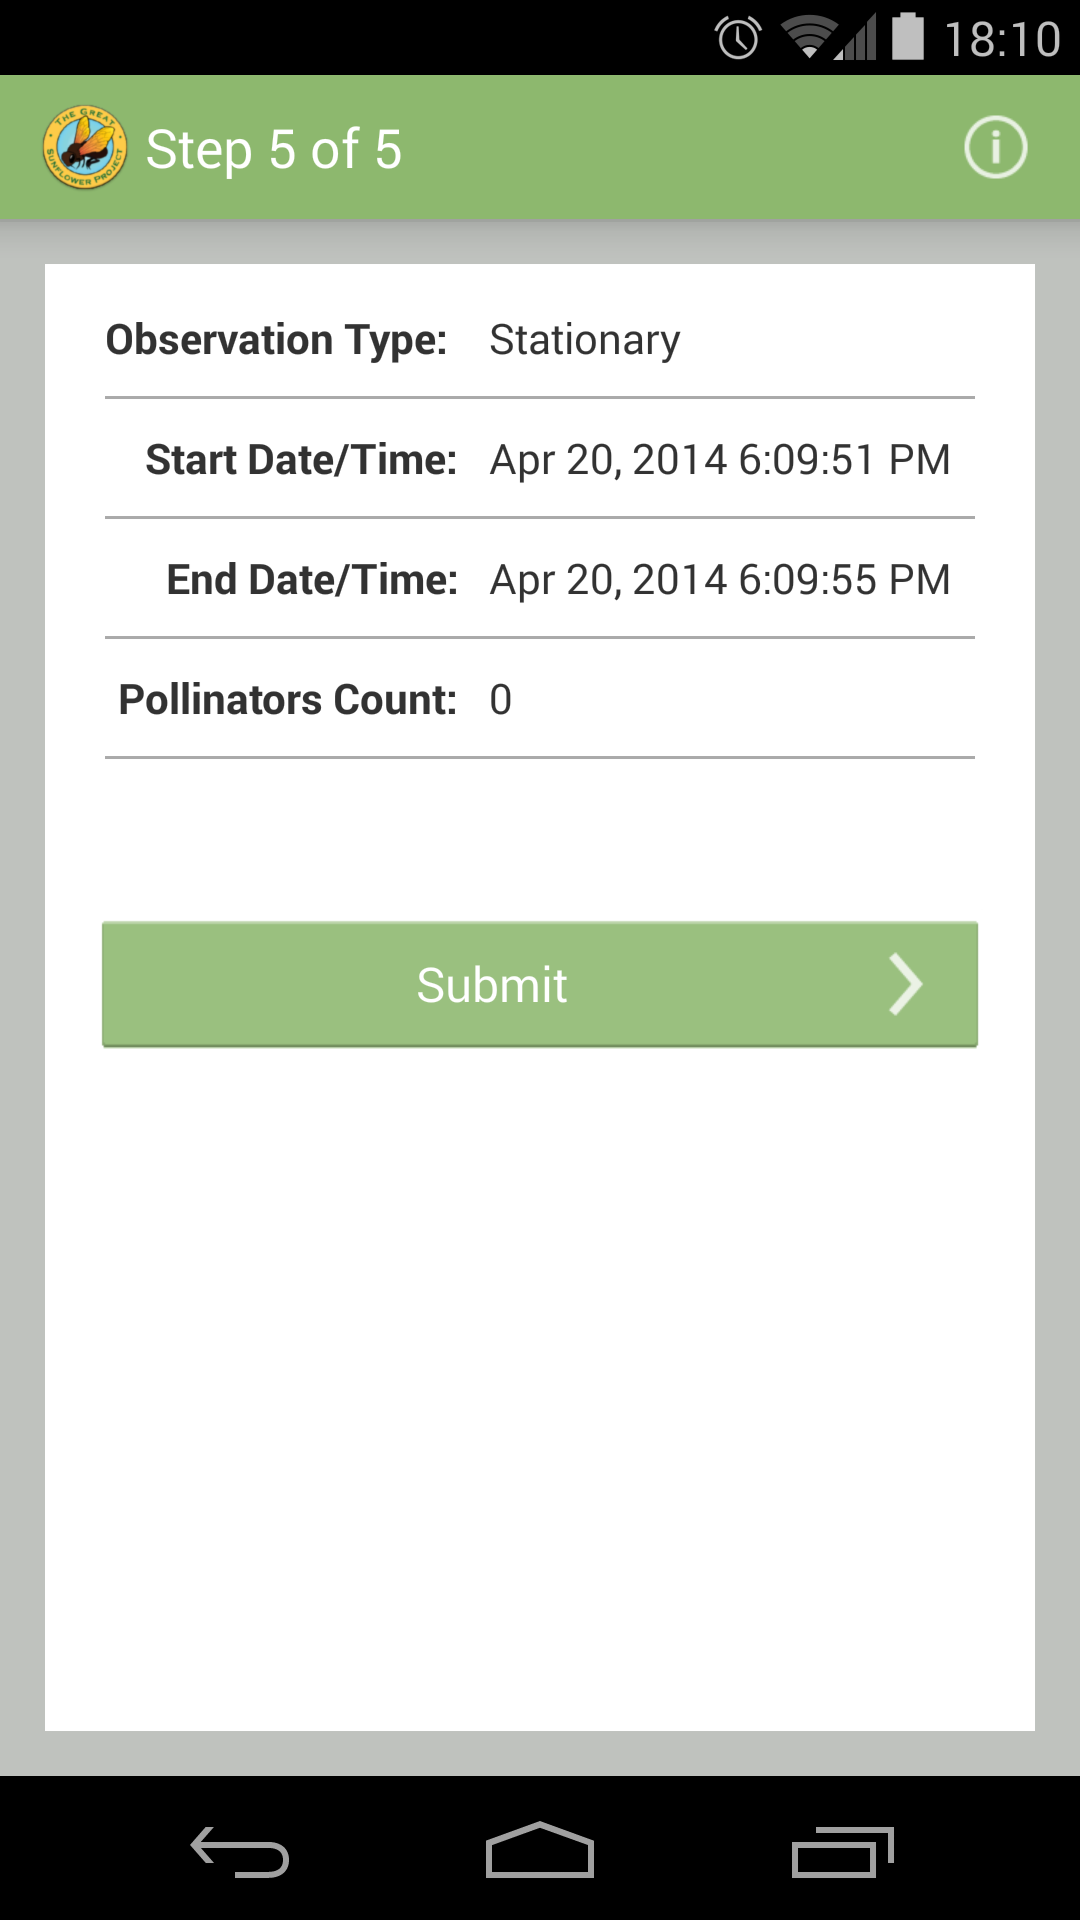 18:10
THE GREAT
SUNFLOWER PROJECT
Step 5 of 5
Observation Type: Stationary
Start Date/Time: Apr 20, 2014 6:09:51 PM
End Date/Time: Apr 20, 2014 6:09:55 PM
Pollinators Count: 0
Submit